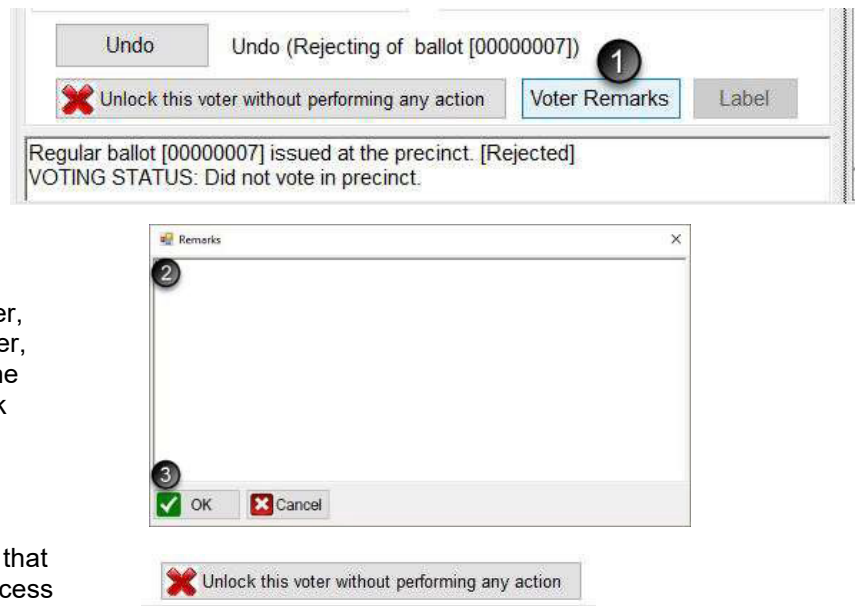 Undo Undo (Rejecting of ballot [00000007])
1
Unlock this voter without performing any action Voter Remarks Label
Regular ballot [00000007] issued at the precinct. [Rejected]
VOTING STATUS: Did not vote in precinct.
Remarks
2
3
OK Cancel
er,
er,
ne
k
that
cess
Unlock this voter without performing any action